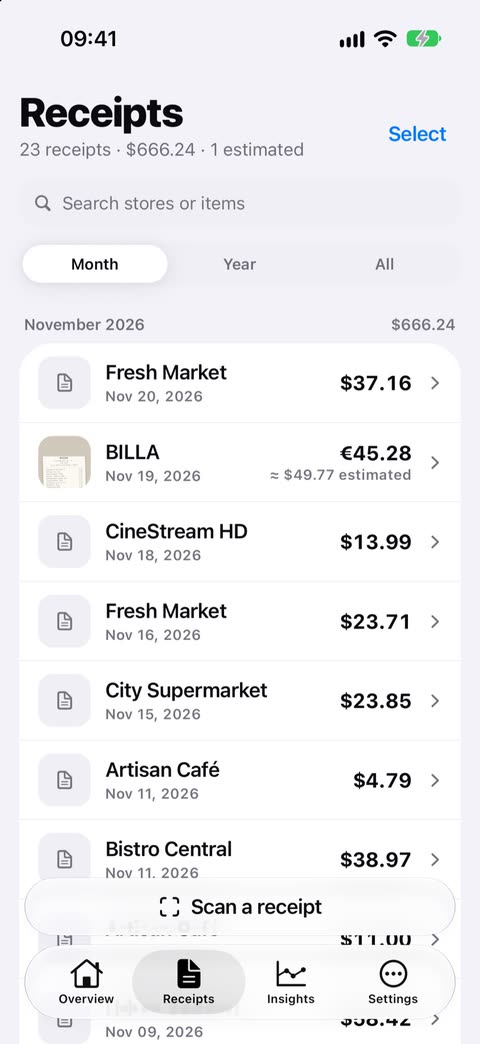 09:41
Receipts
Select
23 receipts · $666.24 · 1 estimated
Search stores or items
Month Year All
November 2026 $666.24
Fresh Market
Nov 20, 2026
$37.16
BILLA
Nov 19, 2026
€45.28
≈ $49.77 estimated
CineStream HD
Nov 18, 2026
$13.99
Fresh Market
Nov 16, 2026
$23.71
City Supermarket
Nov 15, 2026
$23.85
Artisan Café
Nov 11, 2026
$4.79
Bistro Central
Nov 11, 2026
$38.97
Scan a receipt
$11.00
Overview Receipts Insights Settings
$58.42
Nov 09, 2026